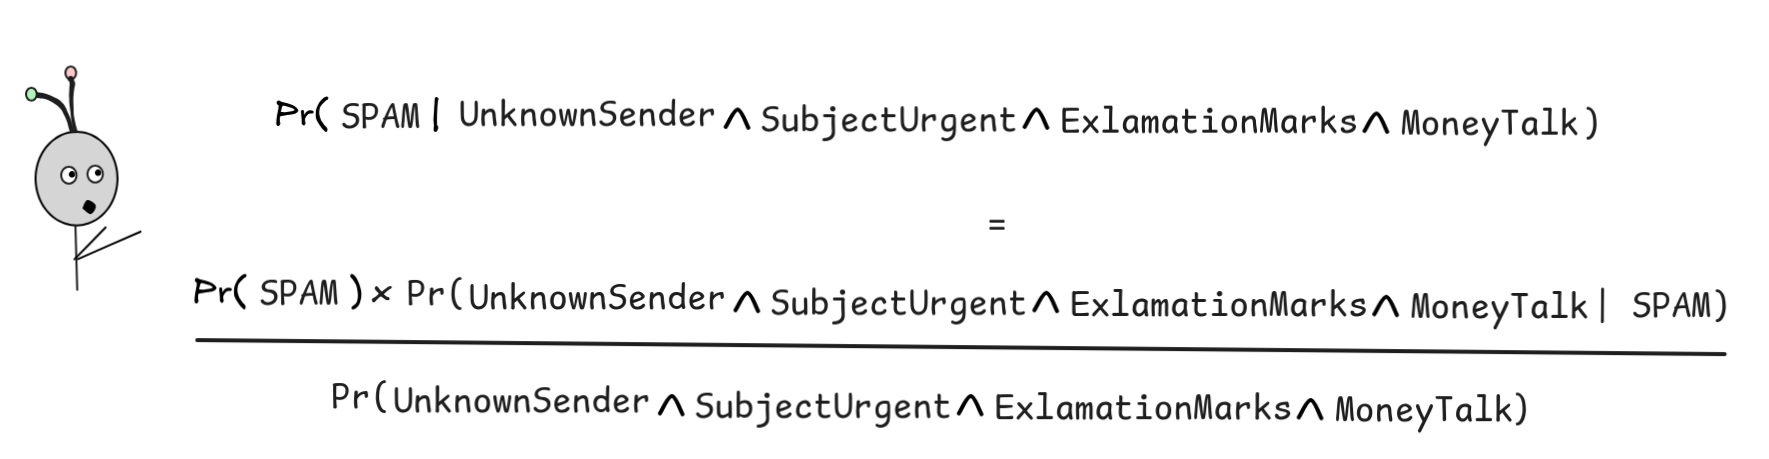 Pr( SPAM | UnknownSender ∧ SubjectUrgent ∧ ExlamationMarks ∧ MoneyTalk)
=
Pr( SPAM ) × Pr(UnknownSender ∧ SubjectUrgent ∧ ExlamationMarks ∧ MoneyTalk | SPAM)
Pr(UnknownSender ∧ SubjectUrgent ∧ ExlamationMarks ∧ MoneyTalk)